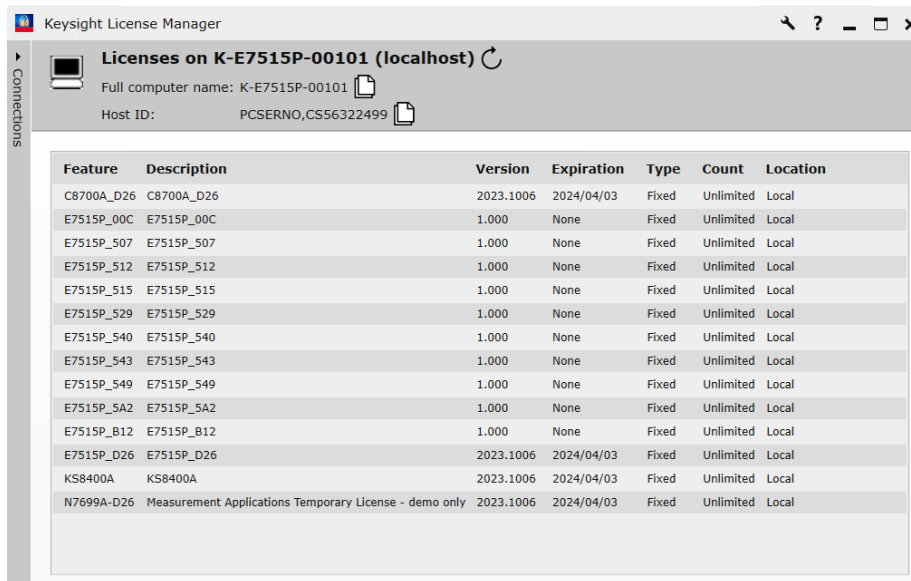 Keysight License Manager
Connections
Licenses on K-E7515P-00101 (localhost)
Full computer name: K-E7515P-00101
Host ID: PCSERNO,CS56322499
Feature Description Version Expiration Type Count Location
C8700A_D26 C8700A_D26 2023.1006 2024/04/03 Fixed Unlimited Local
E7515P_00C E7515P_00C 1.000 None Fixed Unlimited Local
E7515P_507 E7515P_507 1.000 None Fixed Unlimited Local
E7515P_512 E7515P_512 1.000 None Fixed Unlimited Local
E7515P_515 E7515P_515 1.000 None Fixed Unlimited Local
E7515P_529 E7515P_529 1.000 None Fixed Unlimited Local
E7515P_540 E7515P_540 1.000 None Fixed Unlimited Local
E7515P_543 E7515P_543 1.000 None Fixed Unlimited Local
E7515P_549 E7515P_549 1.000 None Fixed Unlimited Local
E7515P_5A2 E7515P_5A2 1.000 None Fixed Unlimited Local
E7515P_B12 E7515P_B12 1.000 None Fixed Unlimited Local
E7515P_D26 E7515P_D26 2023.1006 2024/04/03 Fixed Unlimited Local
KS8400A KS8400A 2023.1006 2024/04/03 Fixed Unlimited Local
N7699A-D26 Measurement Applications Temporary License - demo only 2023.1006 2024/04/03 Fixed Unlimited Local